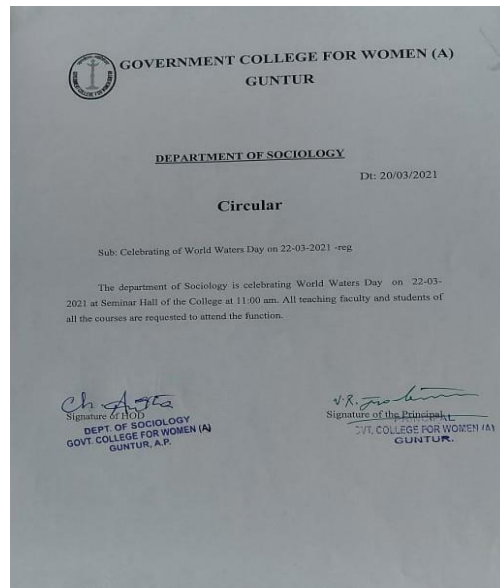 GOVERNMENT COLLEGE FOR WOMEN (A)
GUNTUR
DEPARTMENT OF SOCIOLOGY
Dt: 20/03/2021
Circular
Sub: Celebrating of World Waters Day on 22-03-2021 -reg
The department of Sociology is celebrating World Waters Day on 22-03-
2021 at Seminar Hall of the College at 11:00 am. All teaching faculty and students of
all the courses are requested to attend the function.
Signature of HOD
DEPT. OF SOCIOLOGY
GOVT. COLLEGE FOR WOMEN (A)
GUNTUR, A.P.
Signature of the Principal
PRINCIPAL
GVT. COLLEGE FOR WOMEN (A)
GUNTUR.